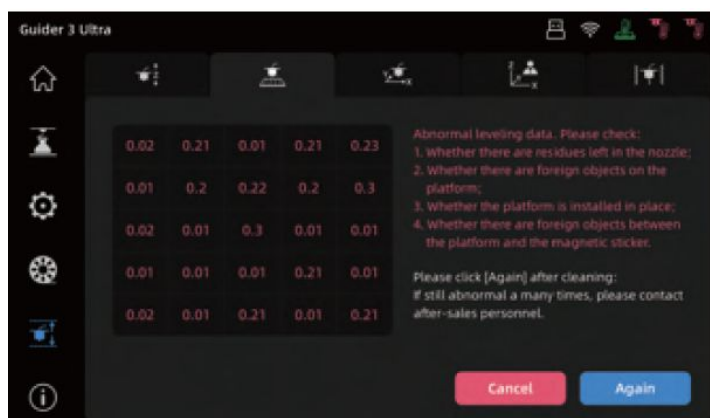 Guider 3 Ultra
0.02 0.21 0.01 0.21 0.23
0.01 0.2 0.22 0.2 0.3
0.02 0.01 0.3 0.01 0.01
0.01 0.01 0.01 0.21 0.01
0.02 0.01 0.21 0.01 0.21
Abnormal leveling data. Please check:
1. Whether there are residues left in the nozzle;
2. Whether there are foreign objects on the
platform;
3. Whether the platform is installed in place;
4. Whether there are foreign objects between
the platform and the magnetic sticker.
Please click [Again] after cleaning:
If still abnormal a many times, please contact
after-sales personnel.
Cancel
Again